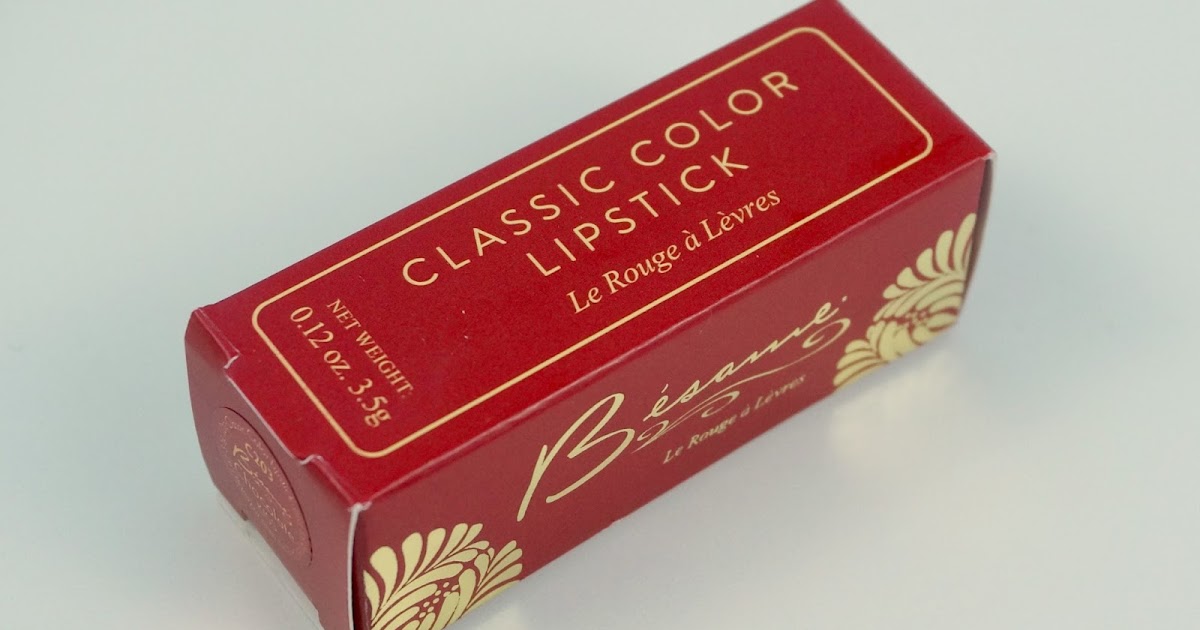 CLASSIC COLOR
LIPSTICK
Le Rouge à Lèvres
NET WEIGHT:
0.12 oz. 3.5g
Bésame
Le Rouge à Lèvres